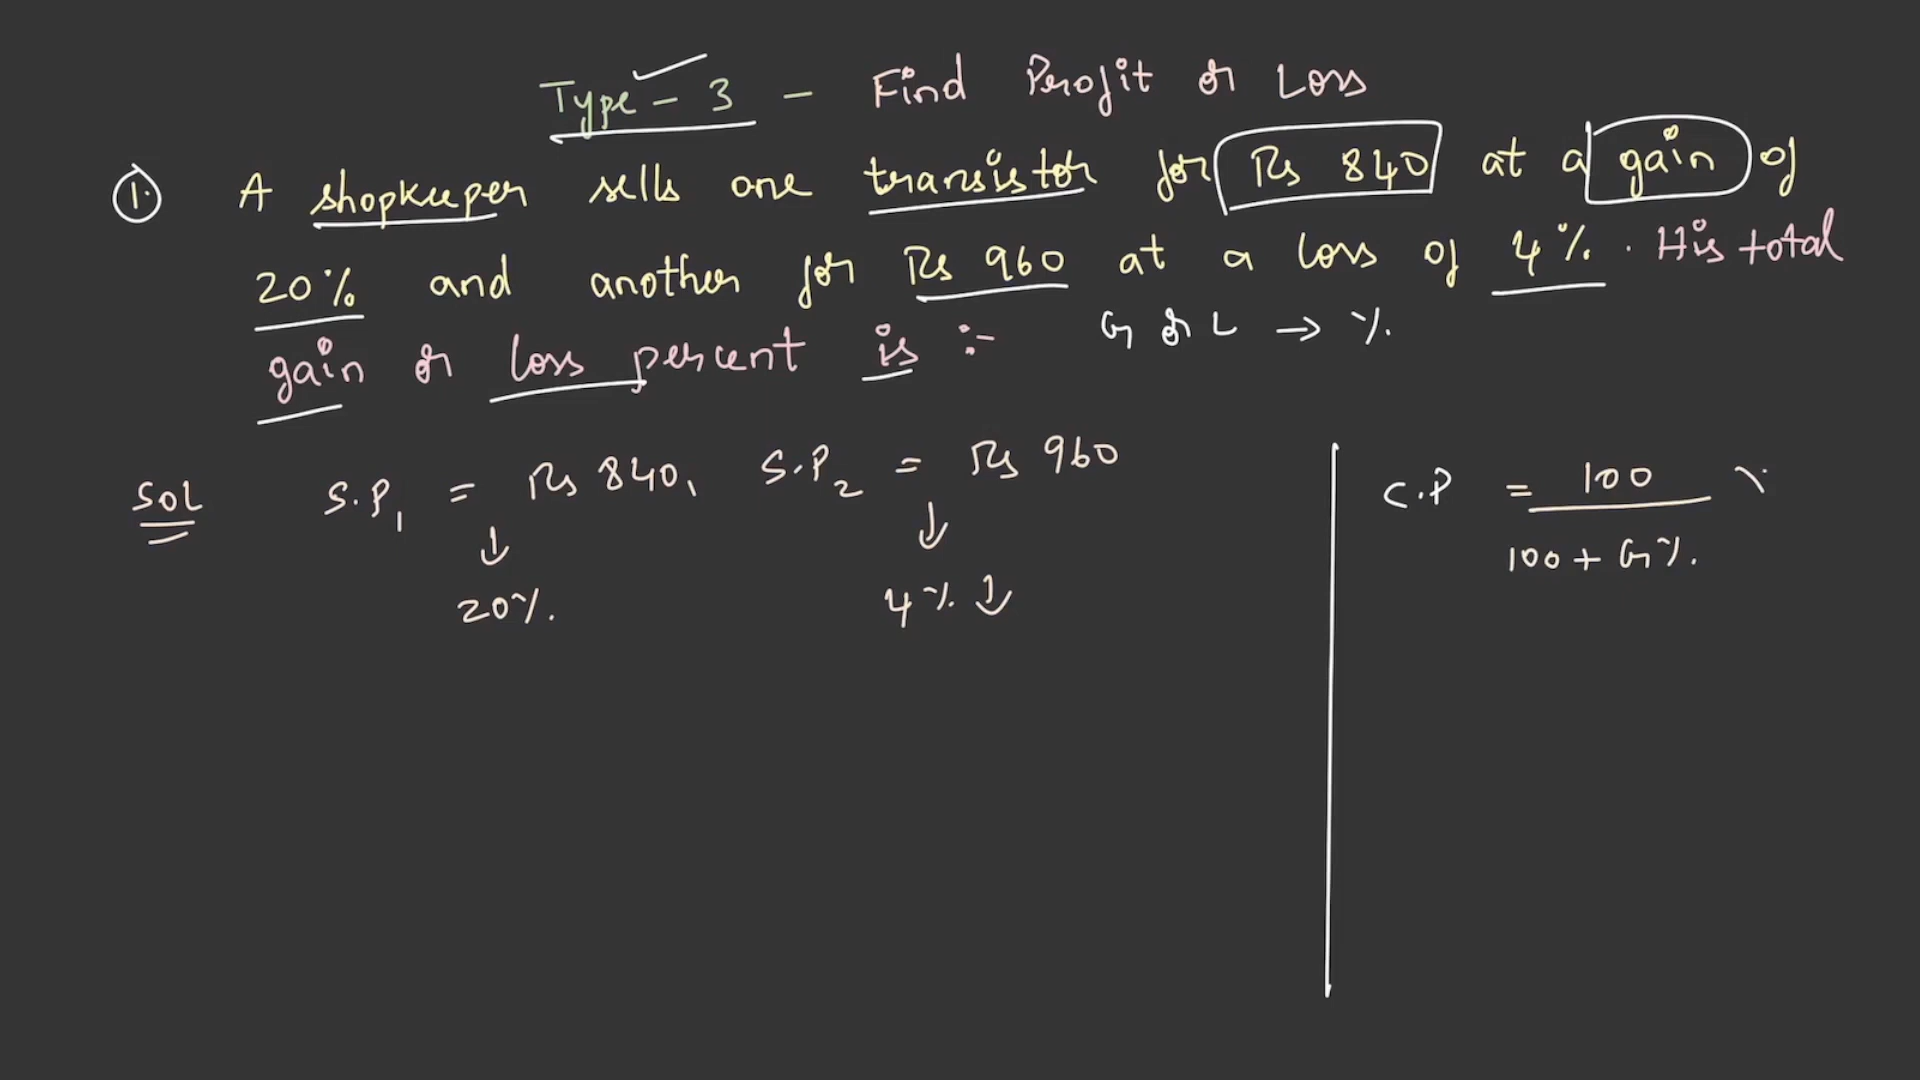 Type - 3 - Find Profit or Loss
① A shopkeeper sells one transistor for Rs 840 at a gain of
20% and another for Rs 960 at a loss of 4%. His total
gain or loss percent is :- G or L → %.
SOL S.P₁ = Rs 840, S.P₂ = Rs 960
↓ ↓
20%. 4%. ↓
C.P = 100
100 + G%.